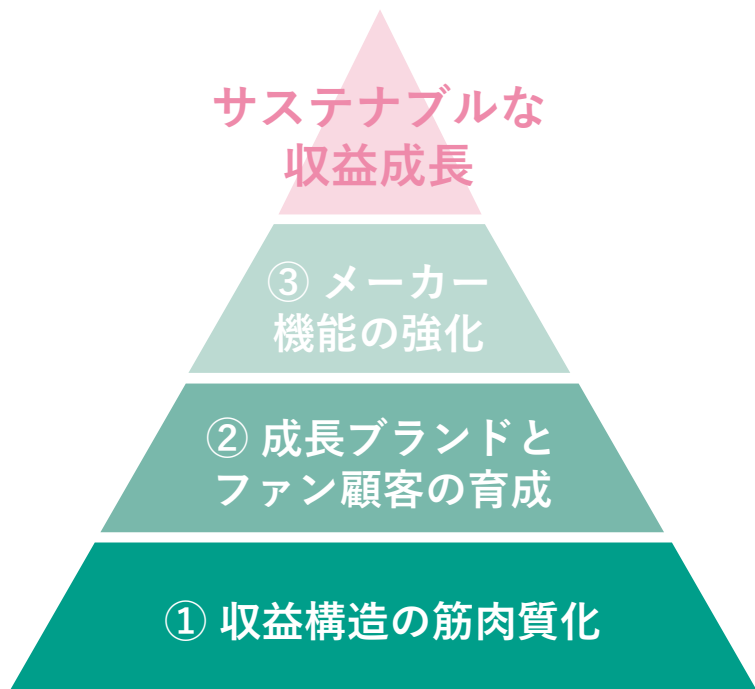 サステナブルな
収益成長
③ メーカー
機能の強化
② 成長ブランドと
ファン顧客の育成
① 収益構造の筋肉質化